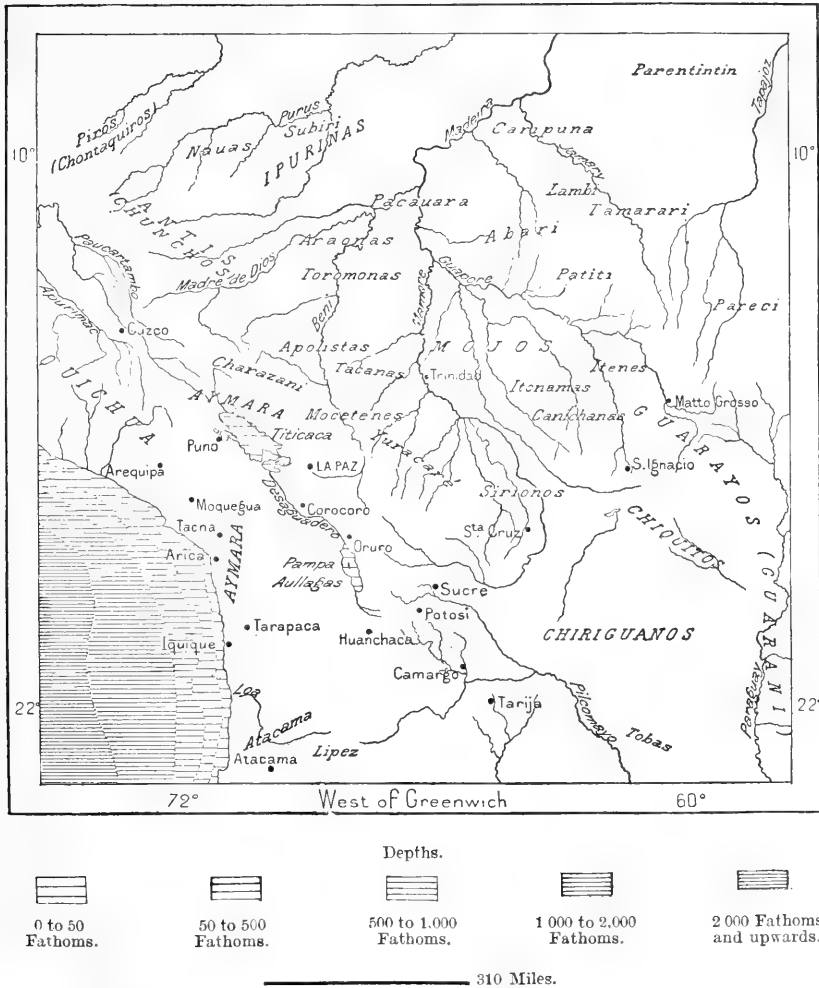 Parentintin
Tapajoz
Piros
(Chontaquiros)
Purus
Subiri
Nauas
IPURINAS
Madeira
Caripuna
Jamery
10°
10°
Lambi
Tamarari
Pacauara
ANTIS
CHUNCHOS
Araonas
Abari
Paucartambo
Madre de Dios
Toromonas
Guapore
Patiti
Pareci
Apurimac
Beni
Mamore
Cuzco
Apolistas
MOJOS
Itenes
Charazani
Tacanas
Trinidad
Itonamas
Matto Grosso
QUICHUA
AYMARA
Mocetenes
Canichanas
GUARAYOS (GUARANI
Puno
Titicaca
Yuracaré
Arequipa
LA PAZ
S. Ignacio
Desaguadero
Sirionos
Moquegua
Corocoro
CHIQUITOS
Tacna
Oruro
Sta Cruz
Arica
AYMARA
Pampa
Aullagas
Sucre
Potosi
Tarapaca
Huanchaca
CHIRIGUANOS
Iquique
Camargo
Paraguay
Loa
22°
22°
Tarija
Pilcomayo
Tobas
Atacama
Lipez
Atacama
72°
West of Greenwich
60°
Depths.
0 to 50
Fathoms.
50 to 500
Fathoms.
500 to 1,000
Fathoms.
1 000 to 2,000
Fathoms.
2 000 Fathoms
and upwards.
310 Miles.